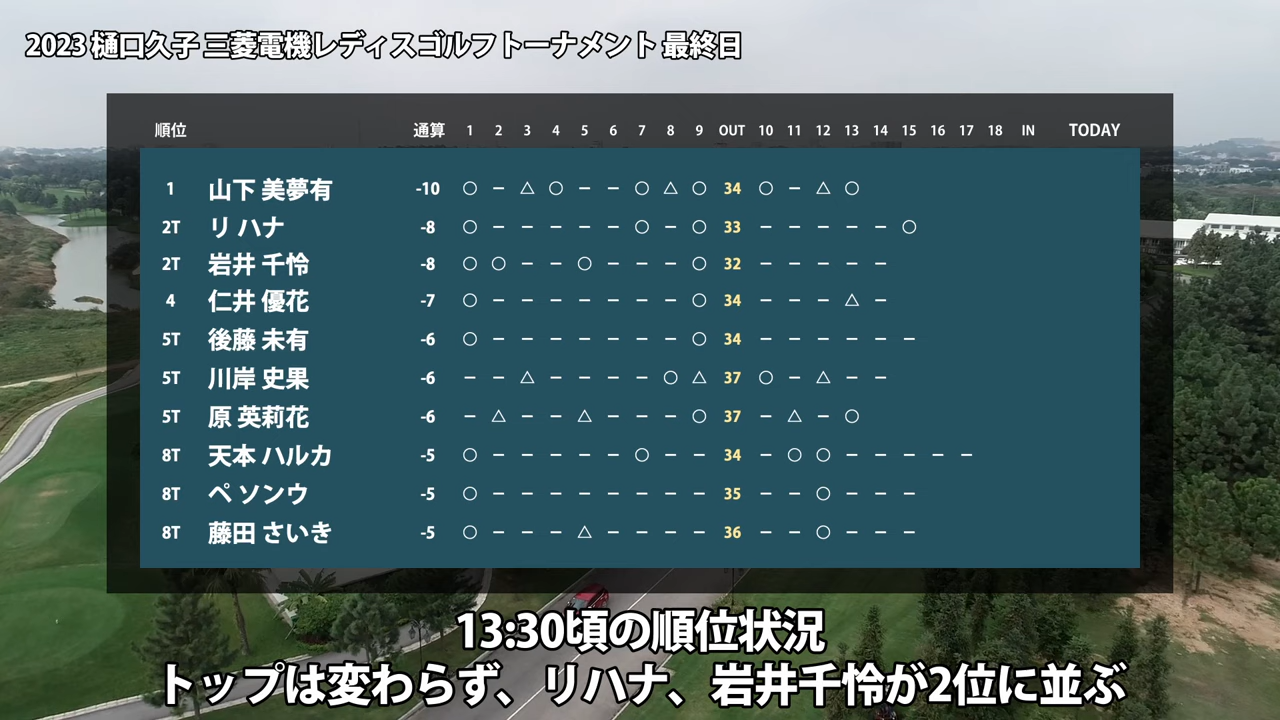 2023 樋口久子 三菱電機レディスゴルフトーナメント 最終日
順位 通算 1 2 3 4 5 6 7 8 9 OUT 10 11 12 13 14 15 16 17 18 IN TODAY
1 山下 美夢有 -10 ○ － △ ○ － － ○ △ ○ 34 ○ － △ ○
2T リ ハナ -8 ○ － － － － － ○ － ○ 33 － － － － － ○
2T 岩井 千怜 -8 ○ ○ － － ○ － － － ○ 32 － － － － －
4 仁井 優花 -7 ○ － － － － － － － ○ 34 － － － △ －
5T 後藤 未有 -6 ○ － － － － － － － ○ 34 － － － － － －
5T 川岸 史果 -6 － － △ － － － － ○ △ 37 ○ － △ － －
5T 原 英莉花 -6 － △ － － △ － － － ○ 37 － △ － ○
8T 天本 ハルカ -5 ○ － － － － － ○ － － 34 － ○ ○ － － － － －
8T ペ ソンウ -5 ○ － － － － － － － － 35 － － ○ － － －
8T 藤田 さいき -5 ○ － － － △ － － － － 36 － － ○ － － －
13:30頃の順位状況
トップは変わらず、リハナ、岩井千怜が2位に並ぶ